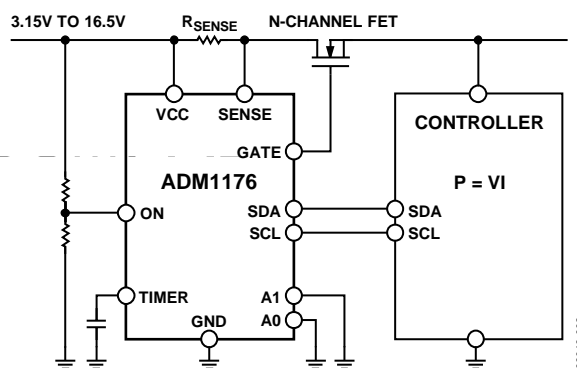 3.15V TO 16.5V
RSENSE
N-CHANNEL FET
VCC
SENSE
CONTROLLER
GATE
ADM1176
P = VI
ON
SDA
SDA
SCL
SCL
TIMER
A1
GND
A0